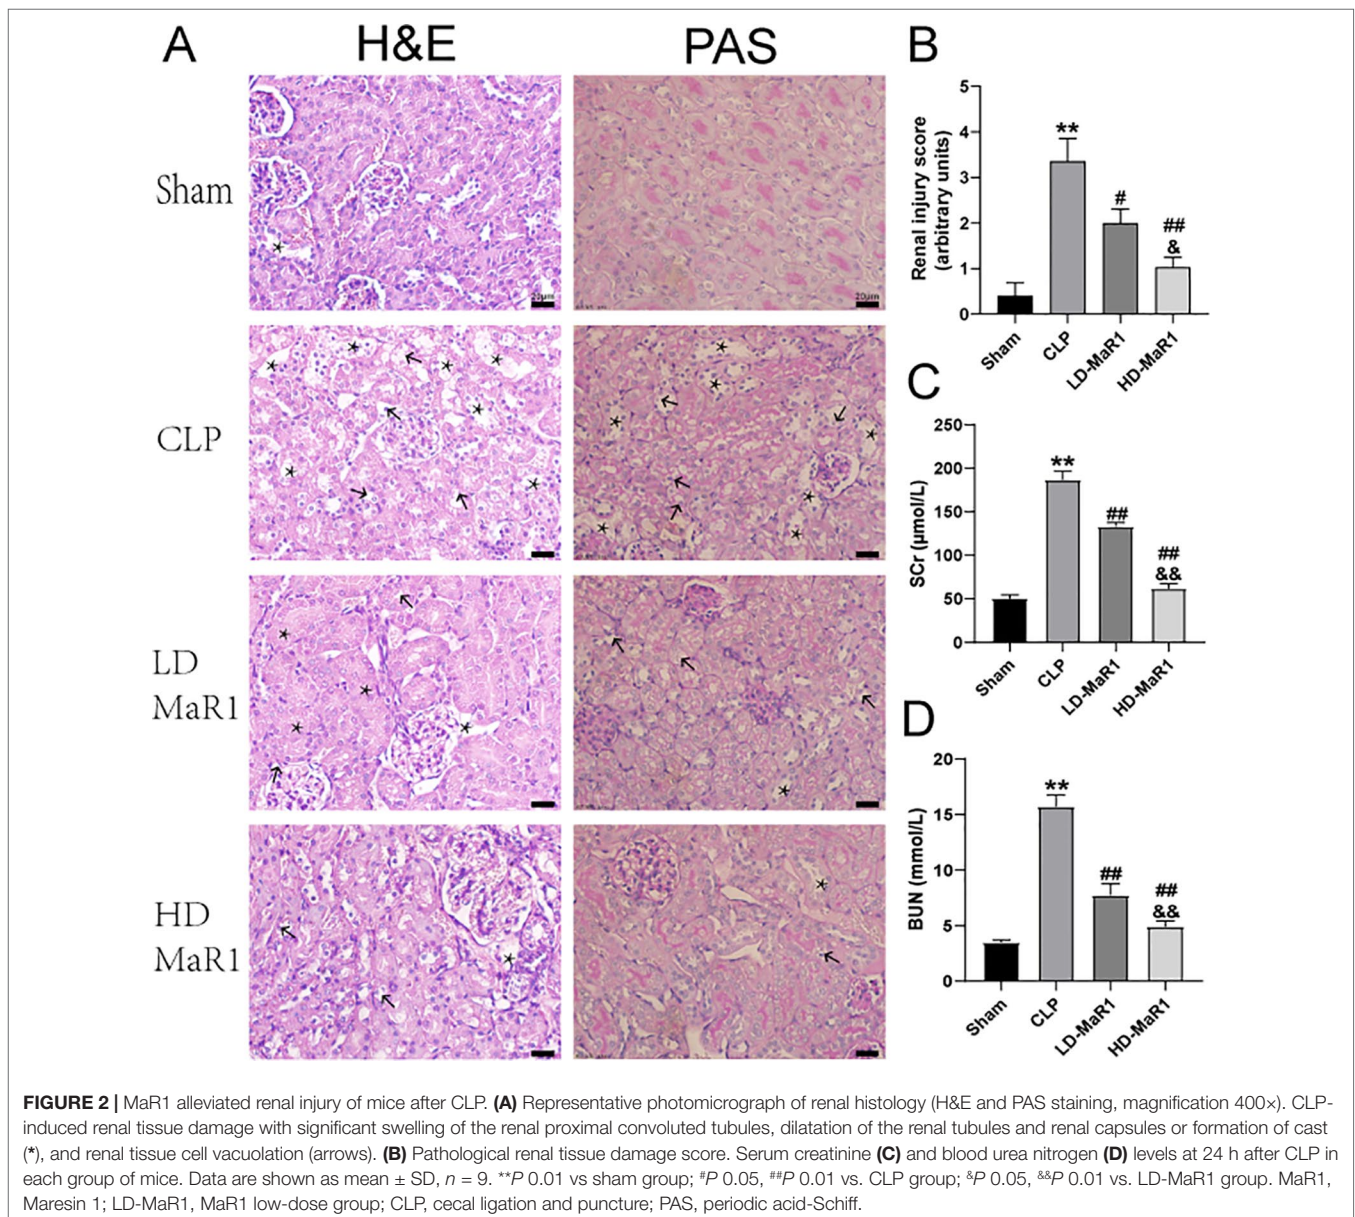 A
H&E
PAS
Sham
20μm
20μm
CLP
LD
MaR1
HD
MaR1
B
Renal injury score
(arbitrary units)
5
4
3
2
1
0
**
#
##
&
Sham
CLP
LD-MaR1
HD-MaR1
C
SCr (μmol/L)
250
200
150
100
50
0
**
##
##
&&
Sham
CLP
LD-MaR1
HD-MaR1
D
BUN (mmol/L)
20
15
10
5
0
**
##
##
&&
Sham
CLP
LD-MaR1
HD-MaR1
FIGURE 2 | MaR1 alleviated renal injury of mice after CLP. (A) Representative photomicrograph of renal histology (H&E and PAS staining, magnification 400×). CLP-
induced renal tissue damage with significant swelling of the renal proximal convoluted tubules, dilatation of the renal tubules and renal capsules or formation of cast
(*), and renal tissue cell vacuolation (arrows). (B) Pathological renal tissue damage score. Serum creatinine (C) and blood urea nitrogen (D) levels at 24 h after CLP in
each group of mice. Data are shown as mean ± SD, n = 9. **P 0.01 vs sham group; #P 0.05, ##P 0.01 vs. CLP group; &P 0.05, &&P 0.01 vs. LD-MaR1 group. MaR1,
Maresin 1; LD-MaR1, MaR1 low-dose group; CLP, cecal ligation and puncture; PAS, periodic acid-Schiff.